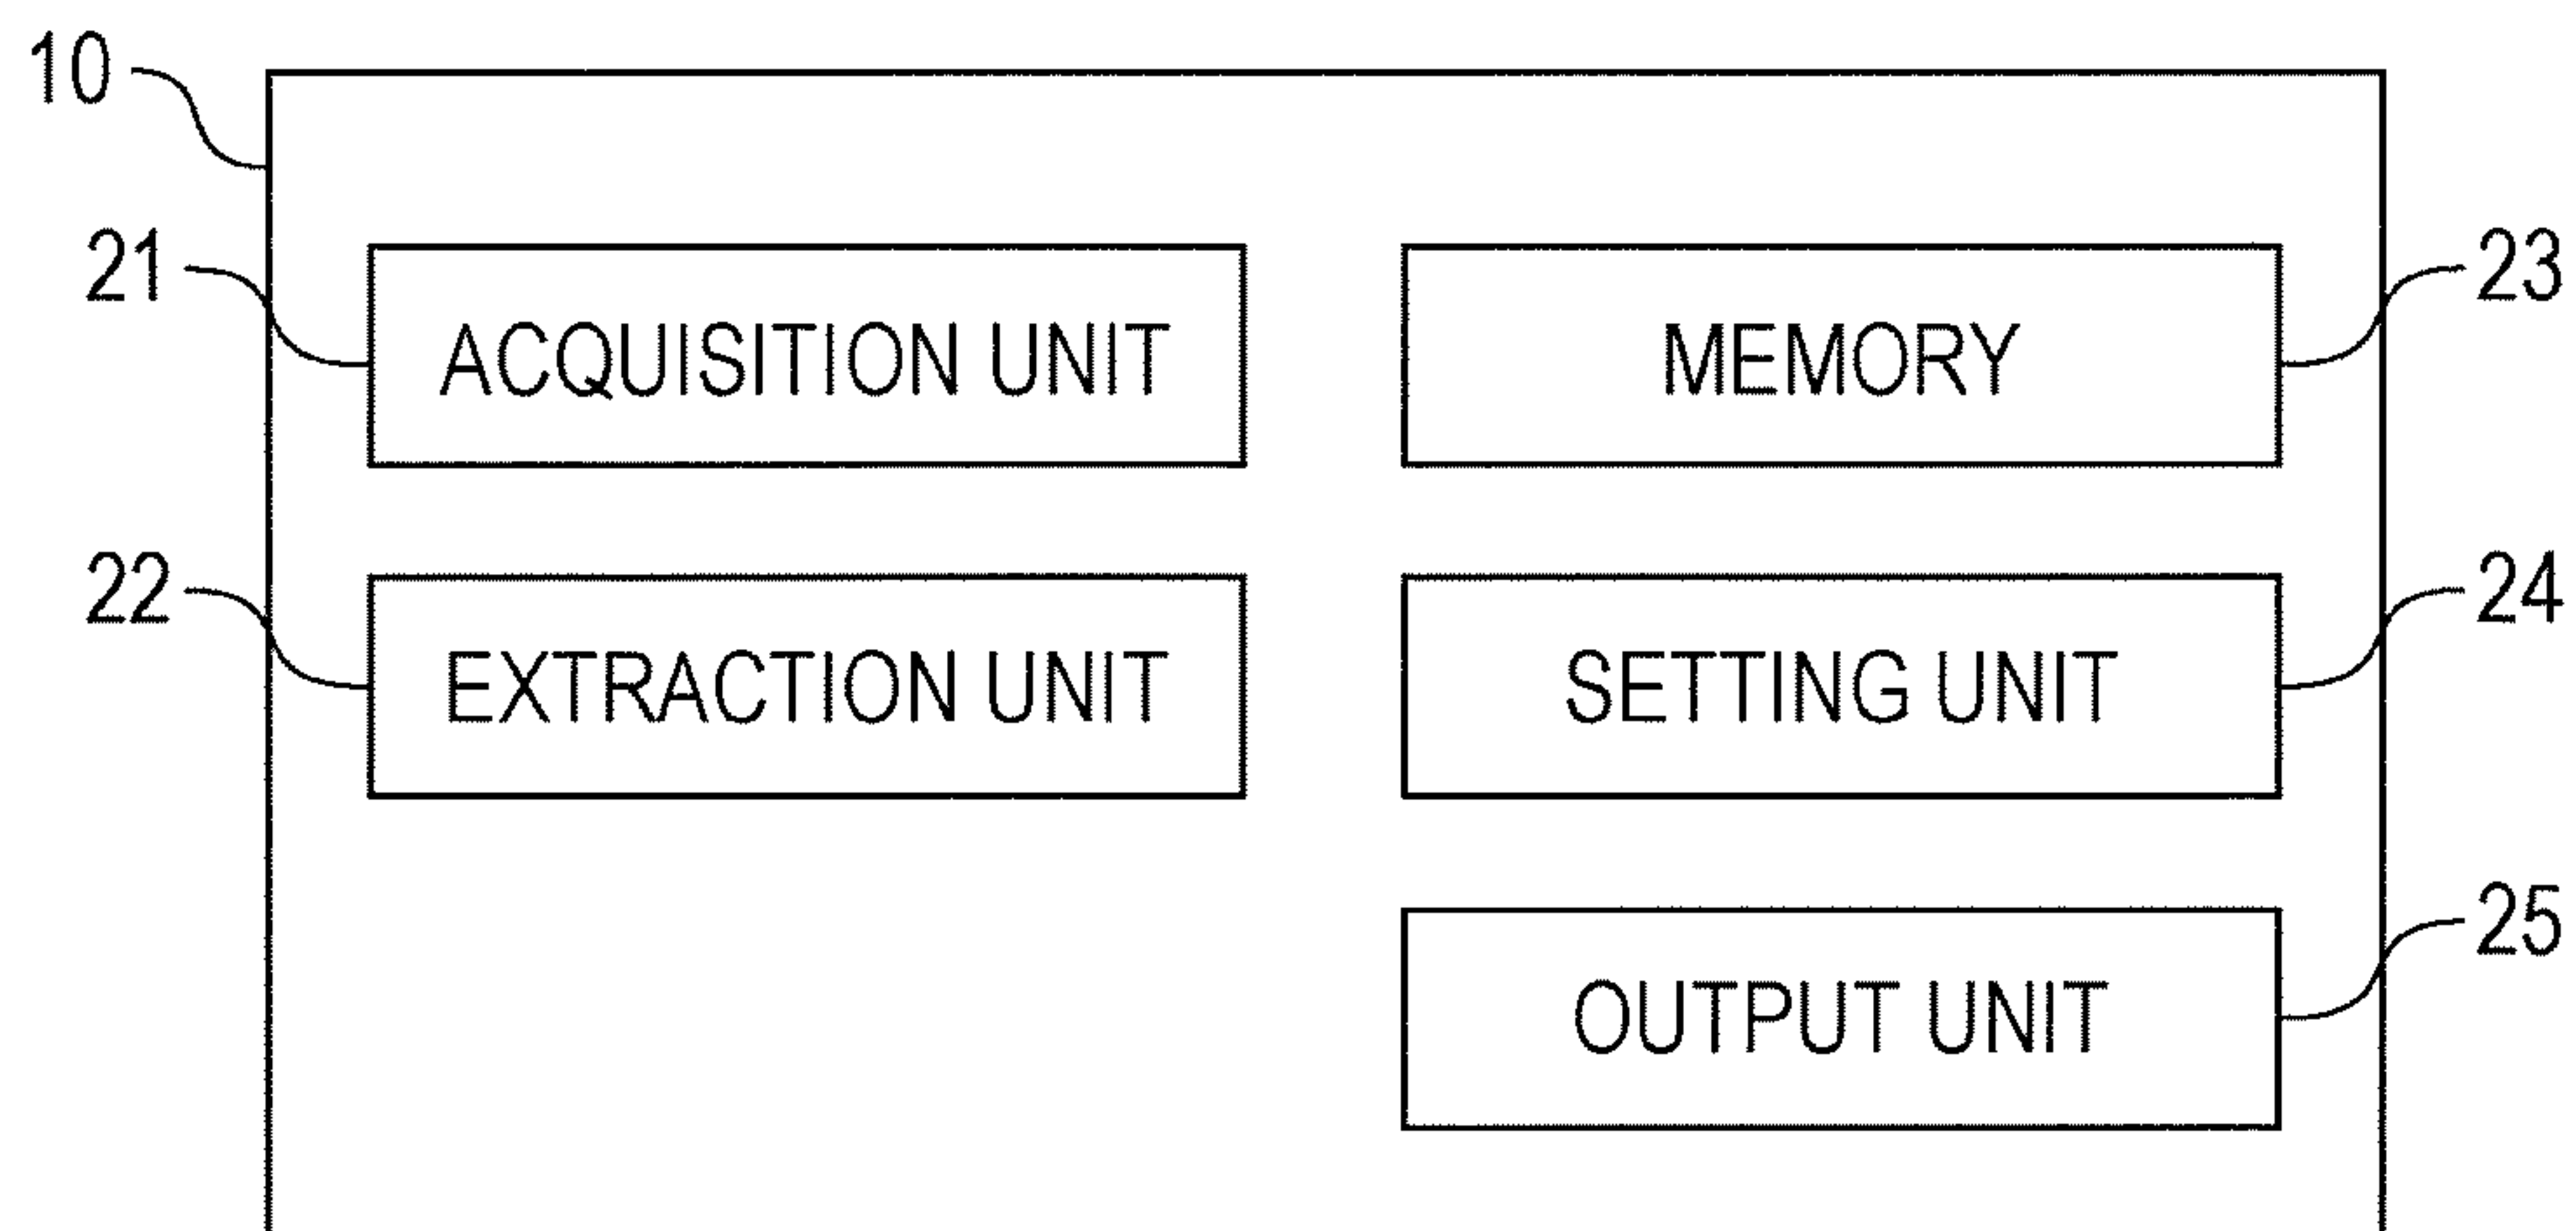 10
21 ACQUISITION UNIT MEMORY 23
22 EXTRACTION UNIT SETTING UNIT 24
OUTPUT UNIT 25